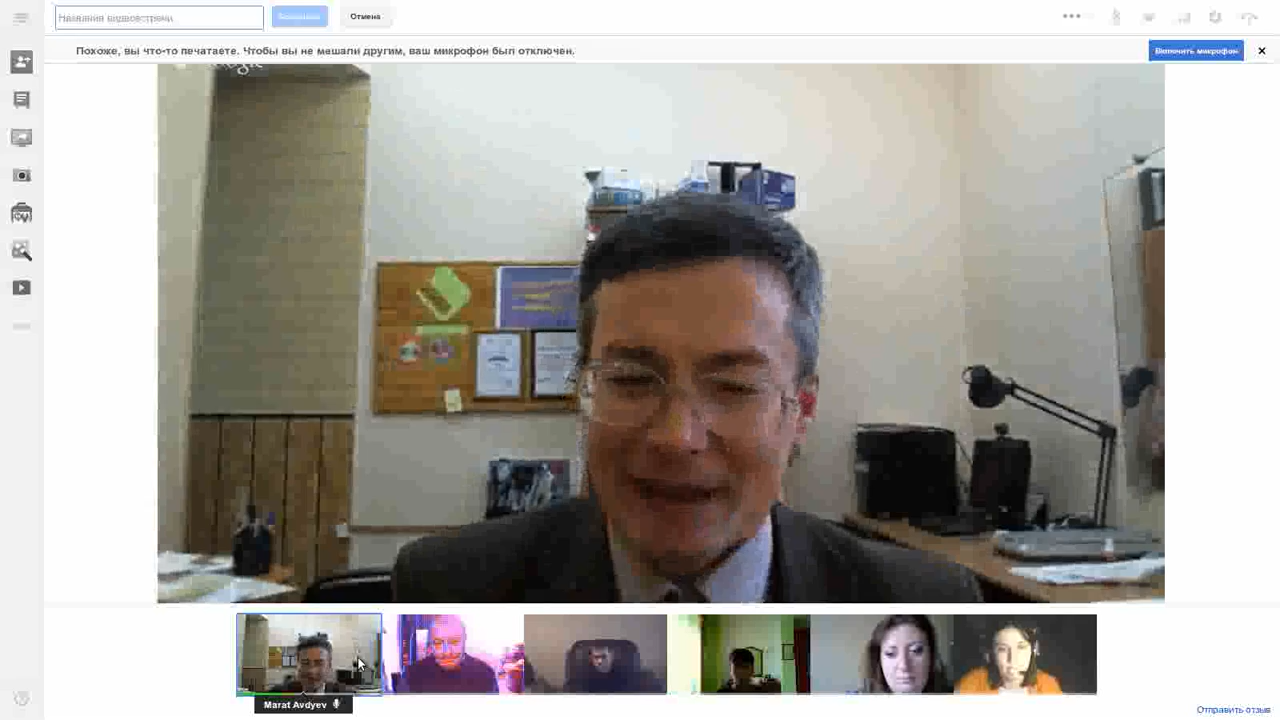 Название видеовстречи
Отмена
Похоже, вы что-то печатаете. Чтобы вы не мешали другим, ваш микрофон был отключен.
Включить микрофон
Marat Avdyev
Отправить отзыв